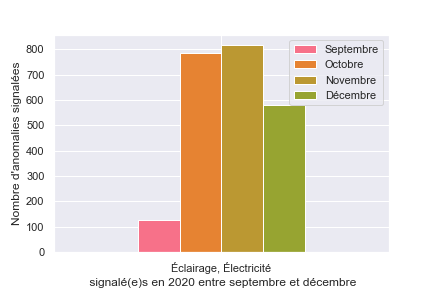 800
700
600
500
400
300
200
100
0
Nombre d'anomalies signalées
Septembre
Octobre
Novembre
Décembre
Éclairage, Électricité
signalé(e)s en 2020 entre septembre et décembre